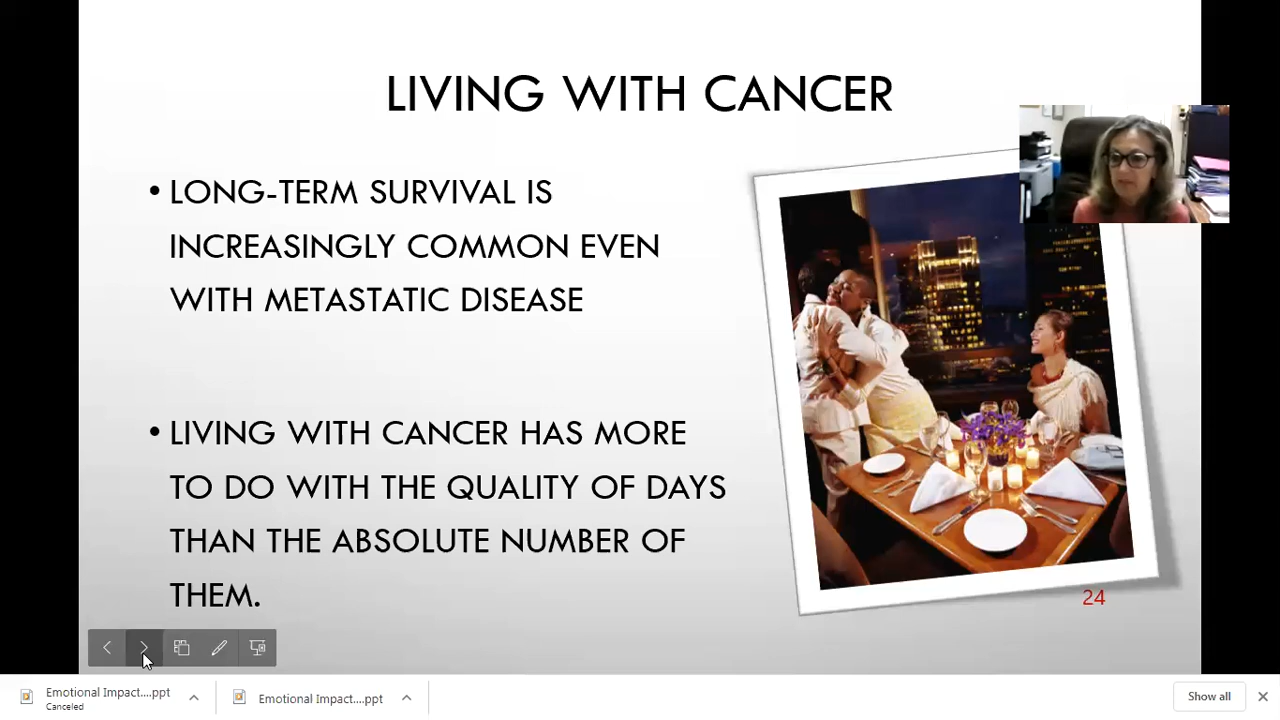 LIVING WITH CANCER
• LONG-TERM SURVIVAL IS
INCREASINGLY COMMON EVEN
WITH METASTATIC DISEASE
• LIVING WITH CANCER HAS MORE
TO DO WITH THE QUALITY OF DAYS
THAN THE ABSOLUTE NUMBER OF
THEM.
24
Emotional Impact....ppt
Canceled
Emotional Impact....ppt
Show all